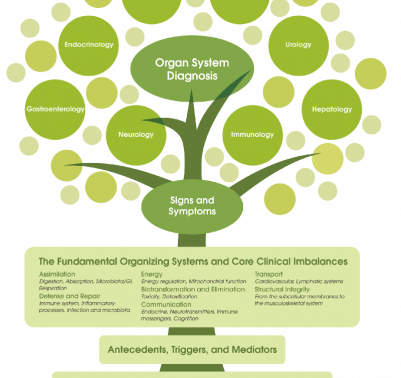 Endocrinology
Urology
Organ System
Diagnosis
Gastroenterology
Hepatology
Neurology
Immunology
Signs and
Symptoms
The Fundamental Organizing Systems and Core Clinical Imbalances
Assimilation
Digestion, Absorption, Microbiota/GI,
Respiration
Defense and Repair
Immune system, Inflammatory
processes, Infection and microbiota
Energy
Energy regulation, Mitochondrial function
Biotransformation and Elimination
Toxicity, Detoxification
Communication
Endocrine, Neurotransmitters, Immune
messengers, Cognition
Transport
Cardiovascular, Lymphatic systems
Structural Integrity
From the subcellular membranes to
the musculoskeletal system
Antecedents, Triggers, and Mediators